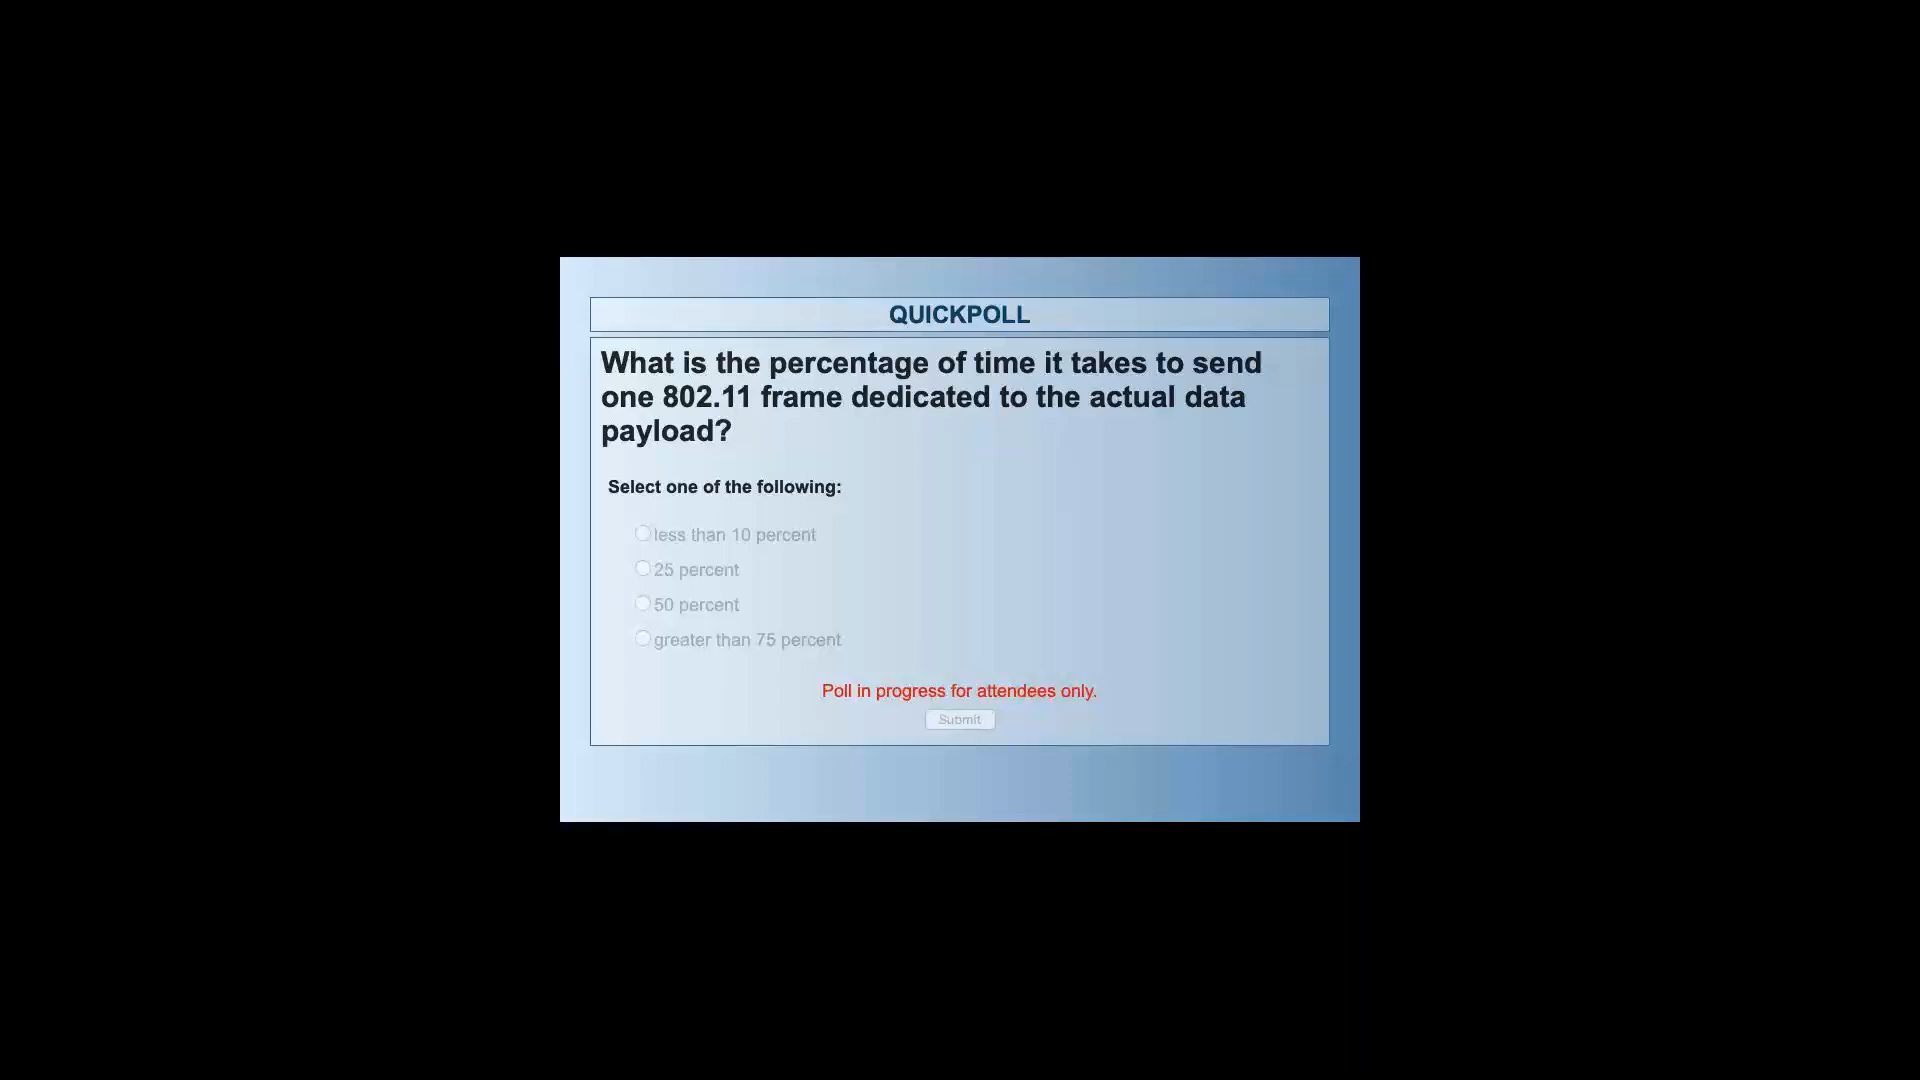 QUICKPOLL
What is the percentage of time it takes to send
one 802.11 frame dedicated to the actual data
payload?
Select one of the following:
less than 10 percent
25 percent
50 percent
greater than 75 percent
Poll in progress for attendees only.
Submit